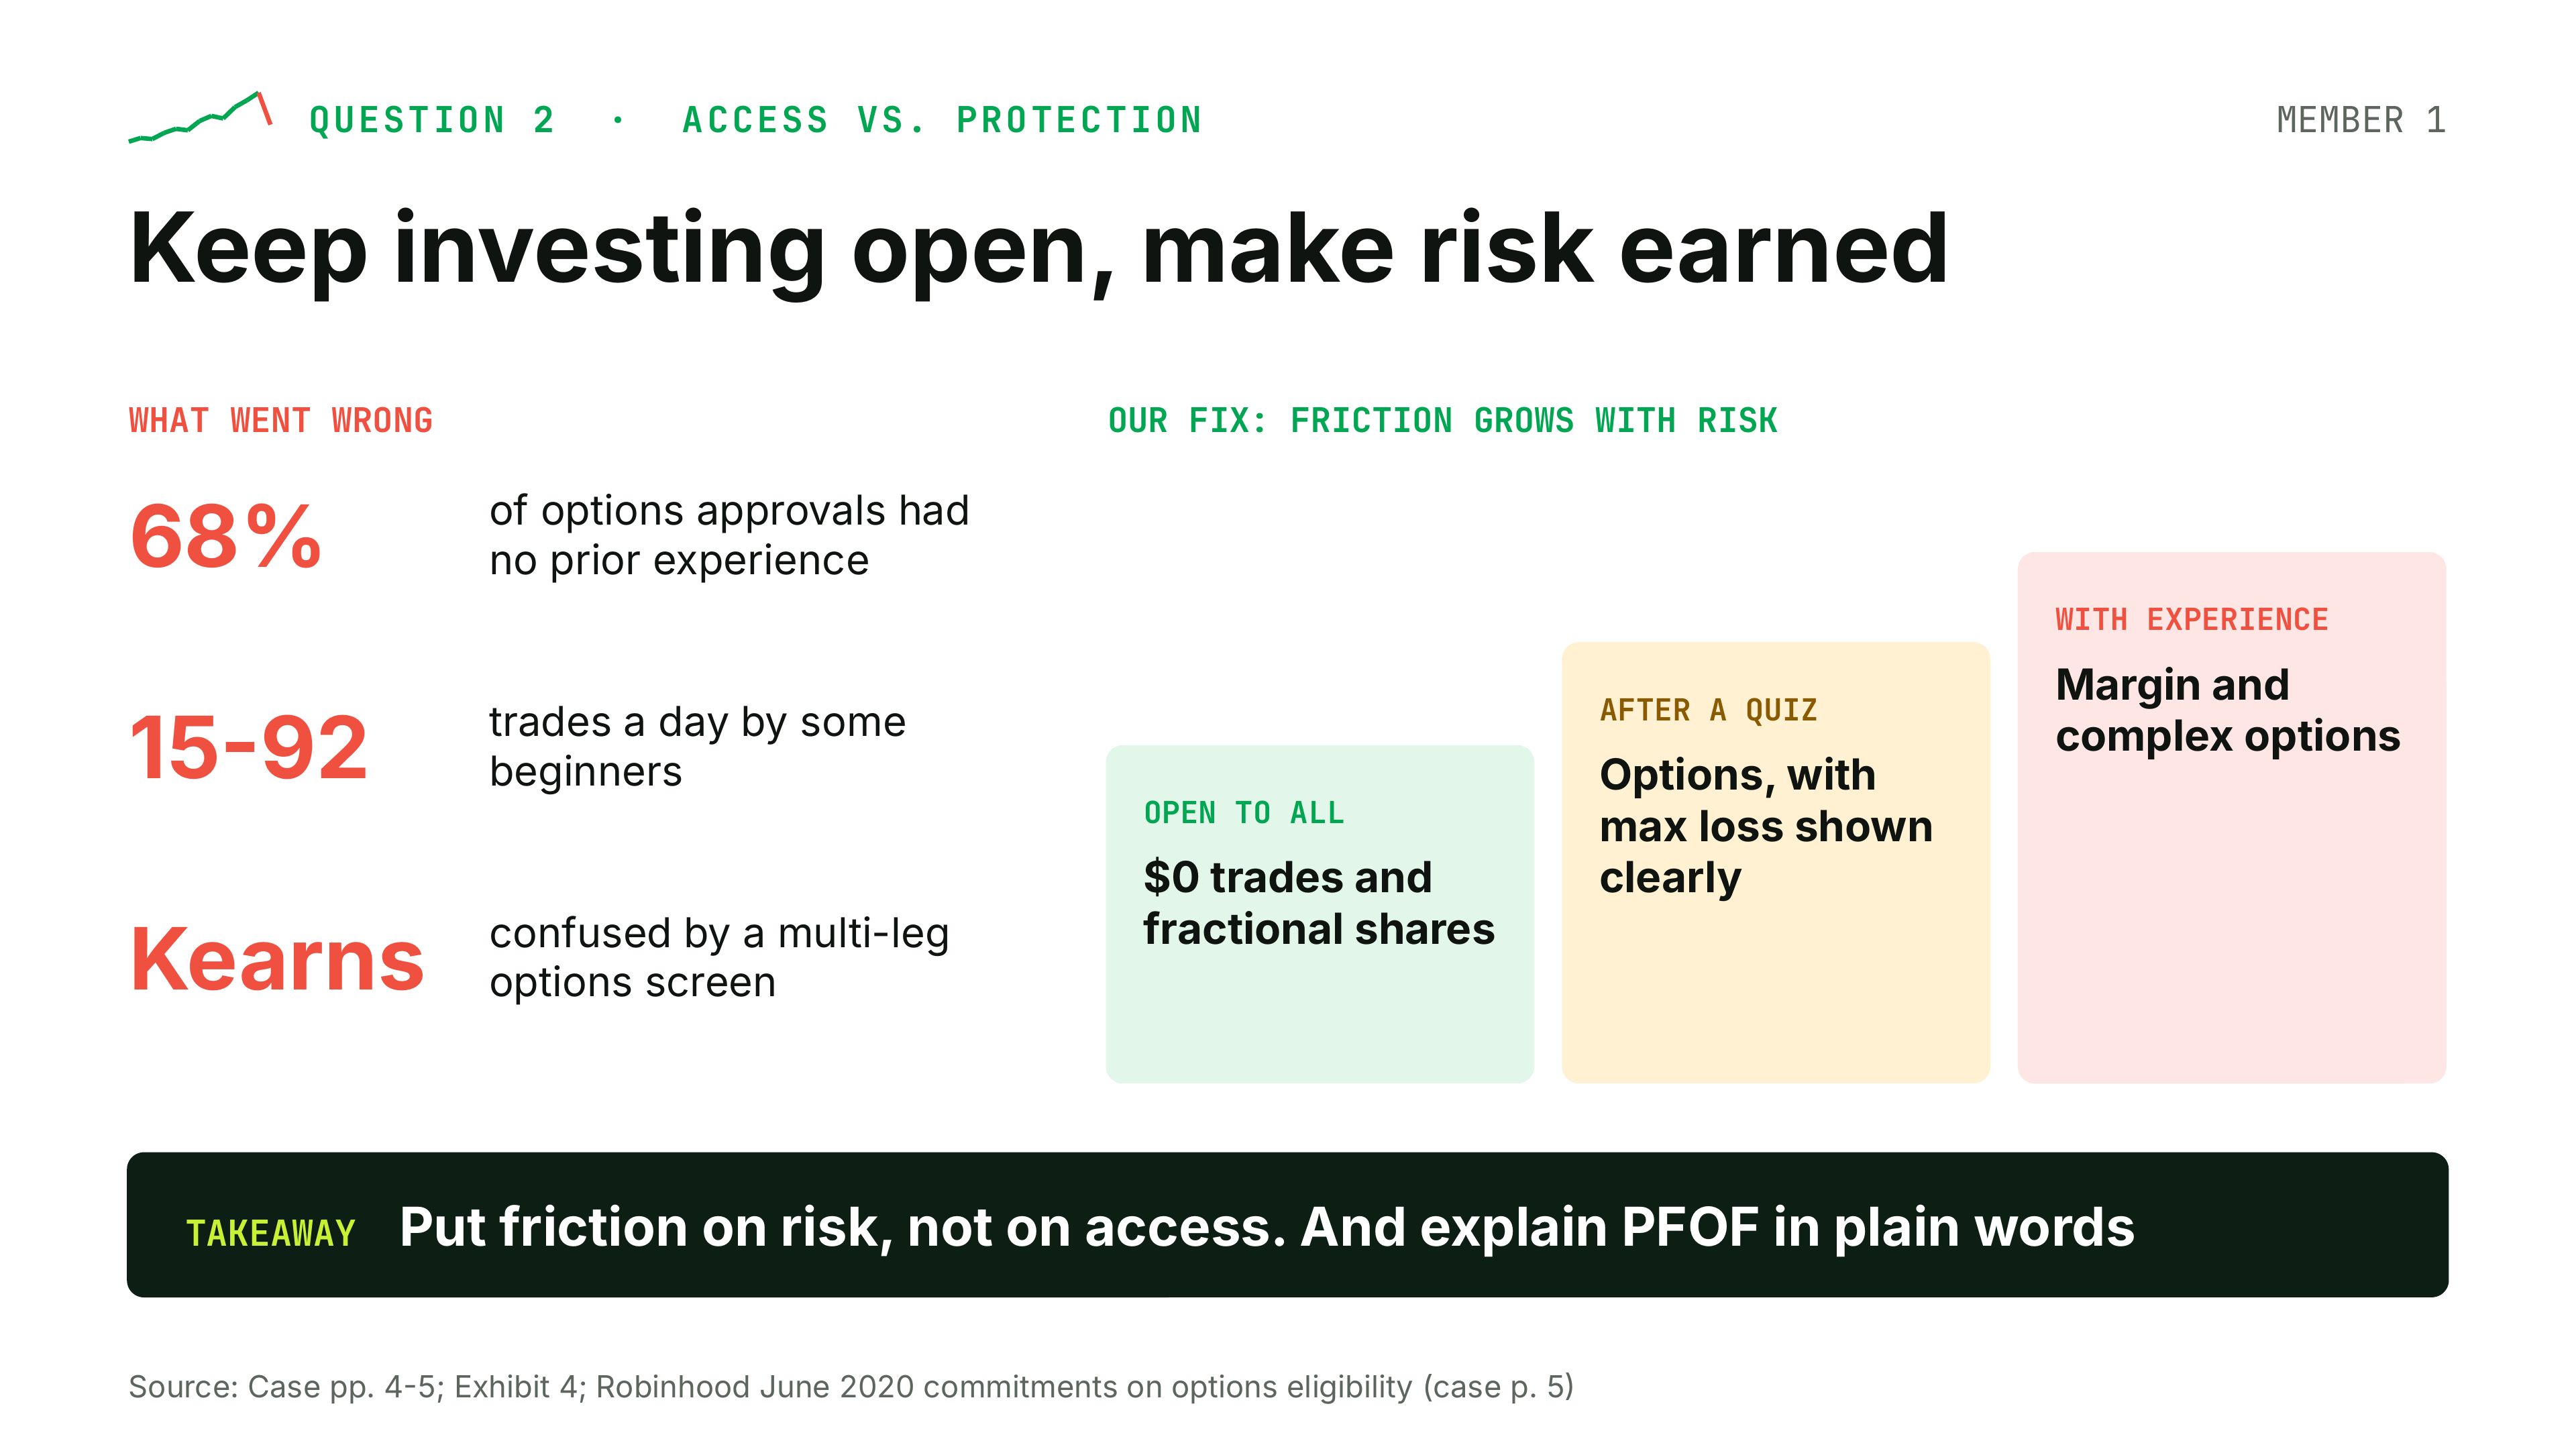 QUESTION 2 · ACCESS VS. PROTECTION
MEMBER 1
Keep investing open, make risk earned
WHAT WENT WRONG
68%
of options approvals had
no prior experience
15-92
trades a day by some
beginners
Kearns
confused by a multi-leg
options screen
OUR FIX: FRICTION GROWS WITH RISK
OPEN TO ALL
$0 trades and
fractional shares
AFTER A QUIZ
Options, with
max loss shown
clearly
WITH EXPERIENCE
Margin and
complex options
TAKEAWAY Put friction on risk, not on access. And explain PFOF in plain words
Source: Case pp. 4-5; Exhibit 4; Robinhood June 2020 commitments on options eligibility (case p. 5)